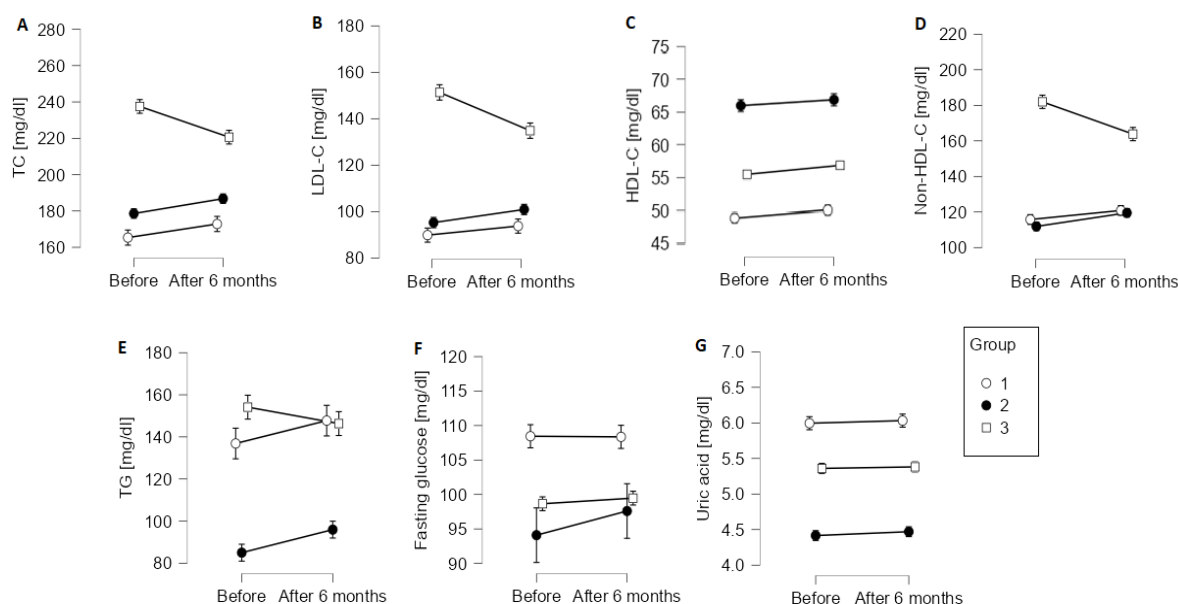 A
TC [mg/dl]
280
260
240
220
200
180
160
Before After 6 months
B
LDL-C [mg/dl]
180
160
140
120
100
80
Before After 6 months
C
HDL-C [mg/dl]
75
70
65
60
55
50
45
Before After 6 months
D
Non-HDL-C [mg/dl]
220
200
180
160
140
120
100
Before After 6 months
E
TG [mg/dl]
180
160
140
120
100
80
Before After 6 months
F
Fasting glucose [mg/dl]
120
115
110
105
100
95
90
Before After 6 months
G
Uric acid [mg/dl]
7.0
6.5
6.0
5.5
5.0
4.5
4.0
Before After 6 months
Group
1
2
3